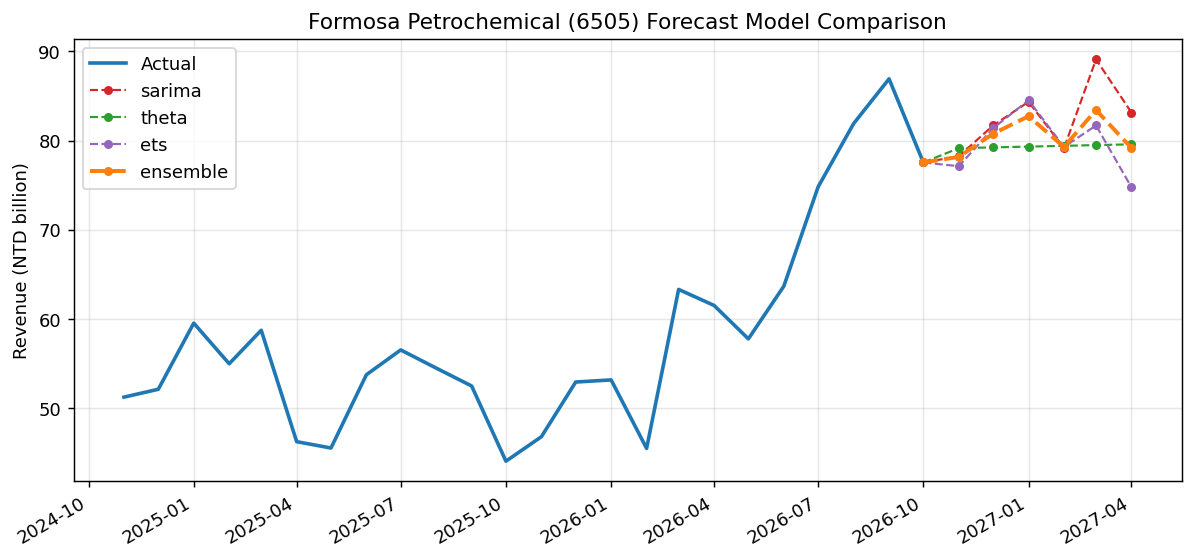 Formosa Petrochemical (6505) Forecast Model Comparison
Actual
sarima
theta
ets
ensemble
Revenue (NTD billion)
90
80
70
60
50
2024-10
2025-01
2025-04
2025-07
2025-10
2026-01
2026-04
2026-07
2026-10
2027-01
2027-04